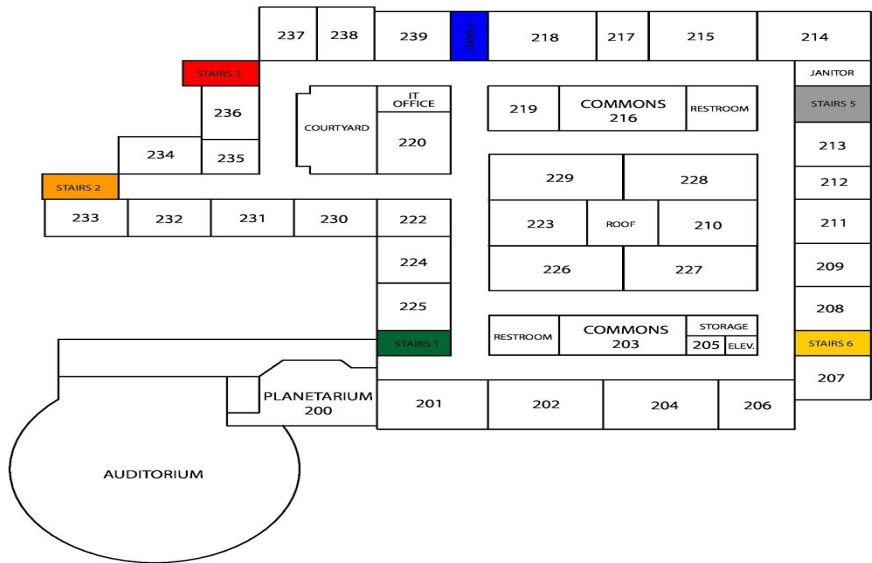 237
238
239
STAIRS 4
218
217
215
214
STAIRS 3
JANITOR
236
COURTYARD
IT
OFFICE
220
219
COMMONS
216
RESTROOM
STAIRS 5
234
235
213
229
228
212
STAIRS 2
233
232
231
230
222
223
ROOF
210
211
224
226
227
209
225
208
STAIRS 1
RESTROOM
COMMONS
203
STORAGE
205
ELEV.
STAIRS 6
207
PLANETARIUM
200
201
202
204
206
AUDITORIUM